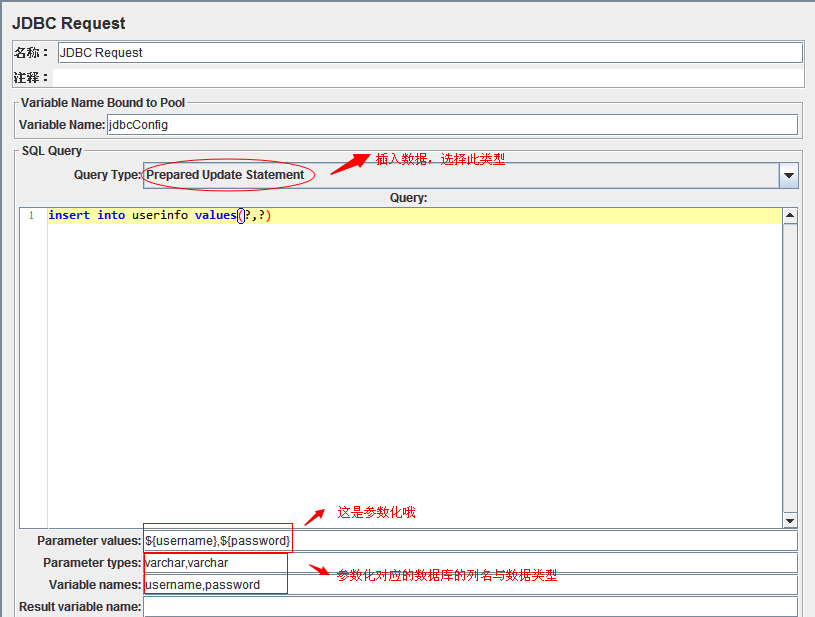 JDBC Request
名称： JDBC Request
注释：
Variable Name Bound to Pool
Variable Name: jdbcConfig
SQL Query
插入数据，选择此类型
Query Type: Prepared Update Statement
Query:
1 insert into userinfo values(?,?)
这是参数化哦
Parameter values: ${username},${password}
Parameter types: varchar,varchar
参数化对应的数据库的列名与数据类型
Variable names: username,password
Result variable name: